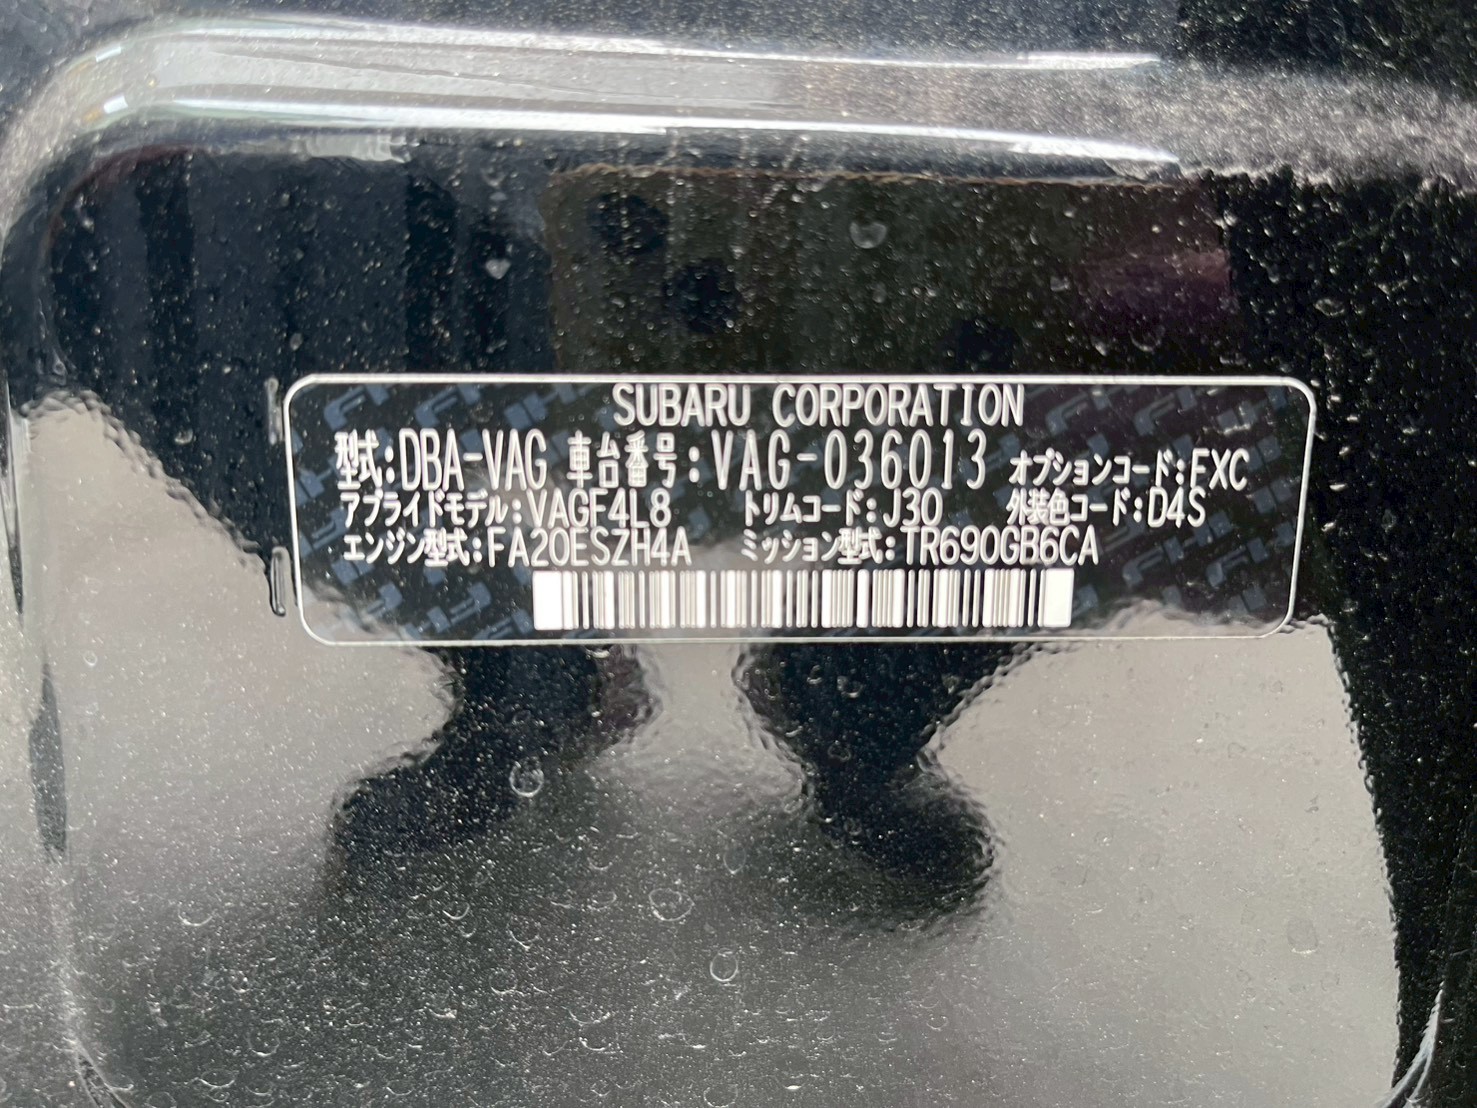 SUBARU CORPORATION
型式:DBA-VAG 車台番号:VAG-036013 オプションコード:FXC
アプライドモデル:VAGF4L8 トリムコード:J30 外装色コード:D4S
エンジン型式:FA20ESZH4A ミッション型式:TR690GB6CA